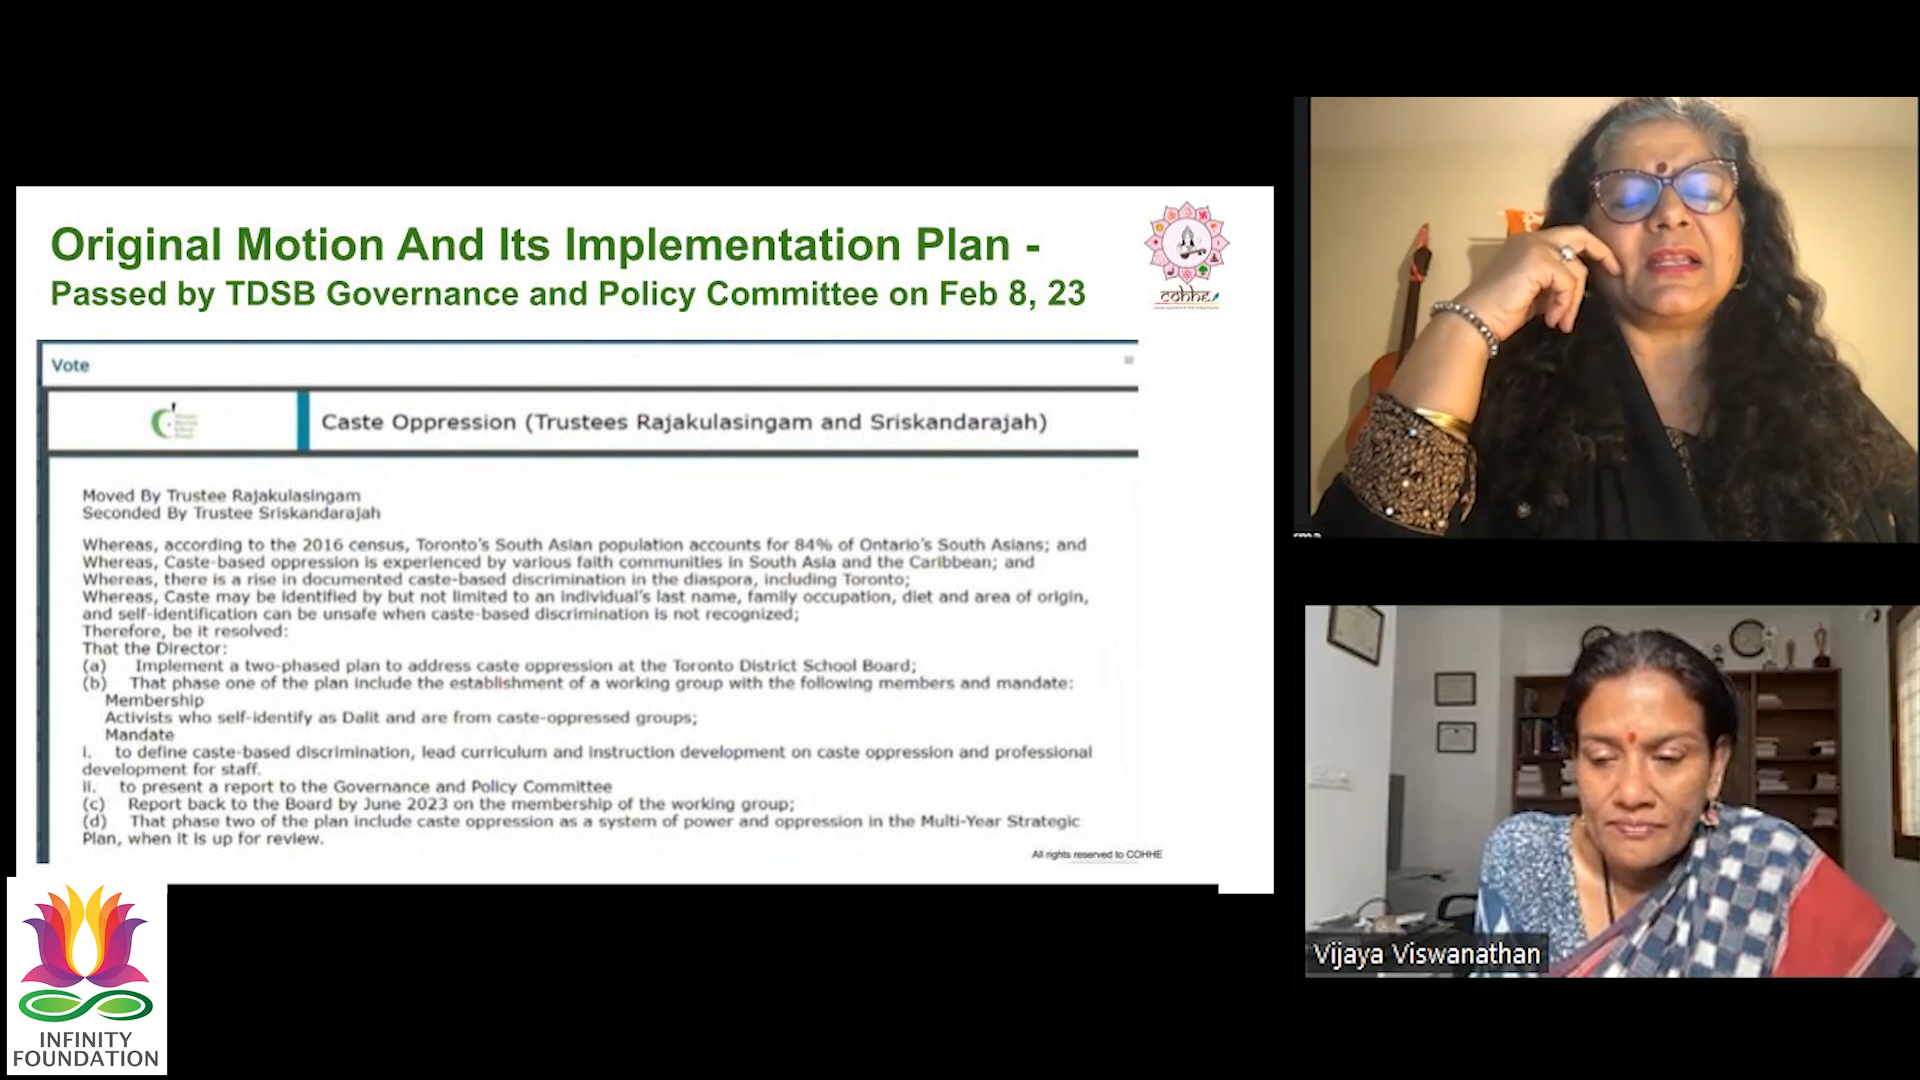 Original Motion And Its Implementation Plan -
Passed by TDSB Governance and Policy Committee on Feb 8, 23
cohhe
Vote
Caste Oppression (Trustees Rajakulasingam and Sriskandarajah)
Moved By Trustee Rajakulasingam
Seconded By Trustee Sriskandarajah
Whereas, according to the 2016 census, Toronto's South Asian population accounts for 84% of Ontario's South Asians; and
Whereas, Caste-based oppression is experienced by various faith communities in South Asia and the Caribbean; and
Whereas, there is a rise in documented caste-based discrimination in the diaspora, including Toronto;
Whereas, Caste may be identified by but not limited to an individual's last name, family occupation, diet and area of origin,
and self-identification can be unsafe when caste-based discrimination is not recognized;
Therefore, be it resolved:
That the Director:
(a) Implement a two-phased plan to address caste oppression at the Toronto District School Board;
(b) That phase one of the plan include the establishment of a working group with the following members and mandate:
Membership
Activists who self-identify as Dalit and are from caste-oppressed groups;
Mandate
i. to define caste-based discrimination, lead curriculum and instruction development on caste oppression and professional
development for staff.
ii. to present a report to the Governance and Policy Committee
(c) Report back to the Board by June 2023 on the membership of the working group;
(d) That phase two of the plan include caste oppression as a system of power and oppression in the Multi-Year Strategic
Plan, when it is up for review.
All rights reserved to COHHE
INFINITY
FOUNDATION
rma
Vijaya Viswanathan